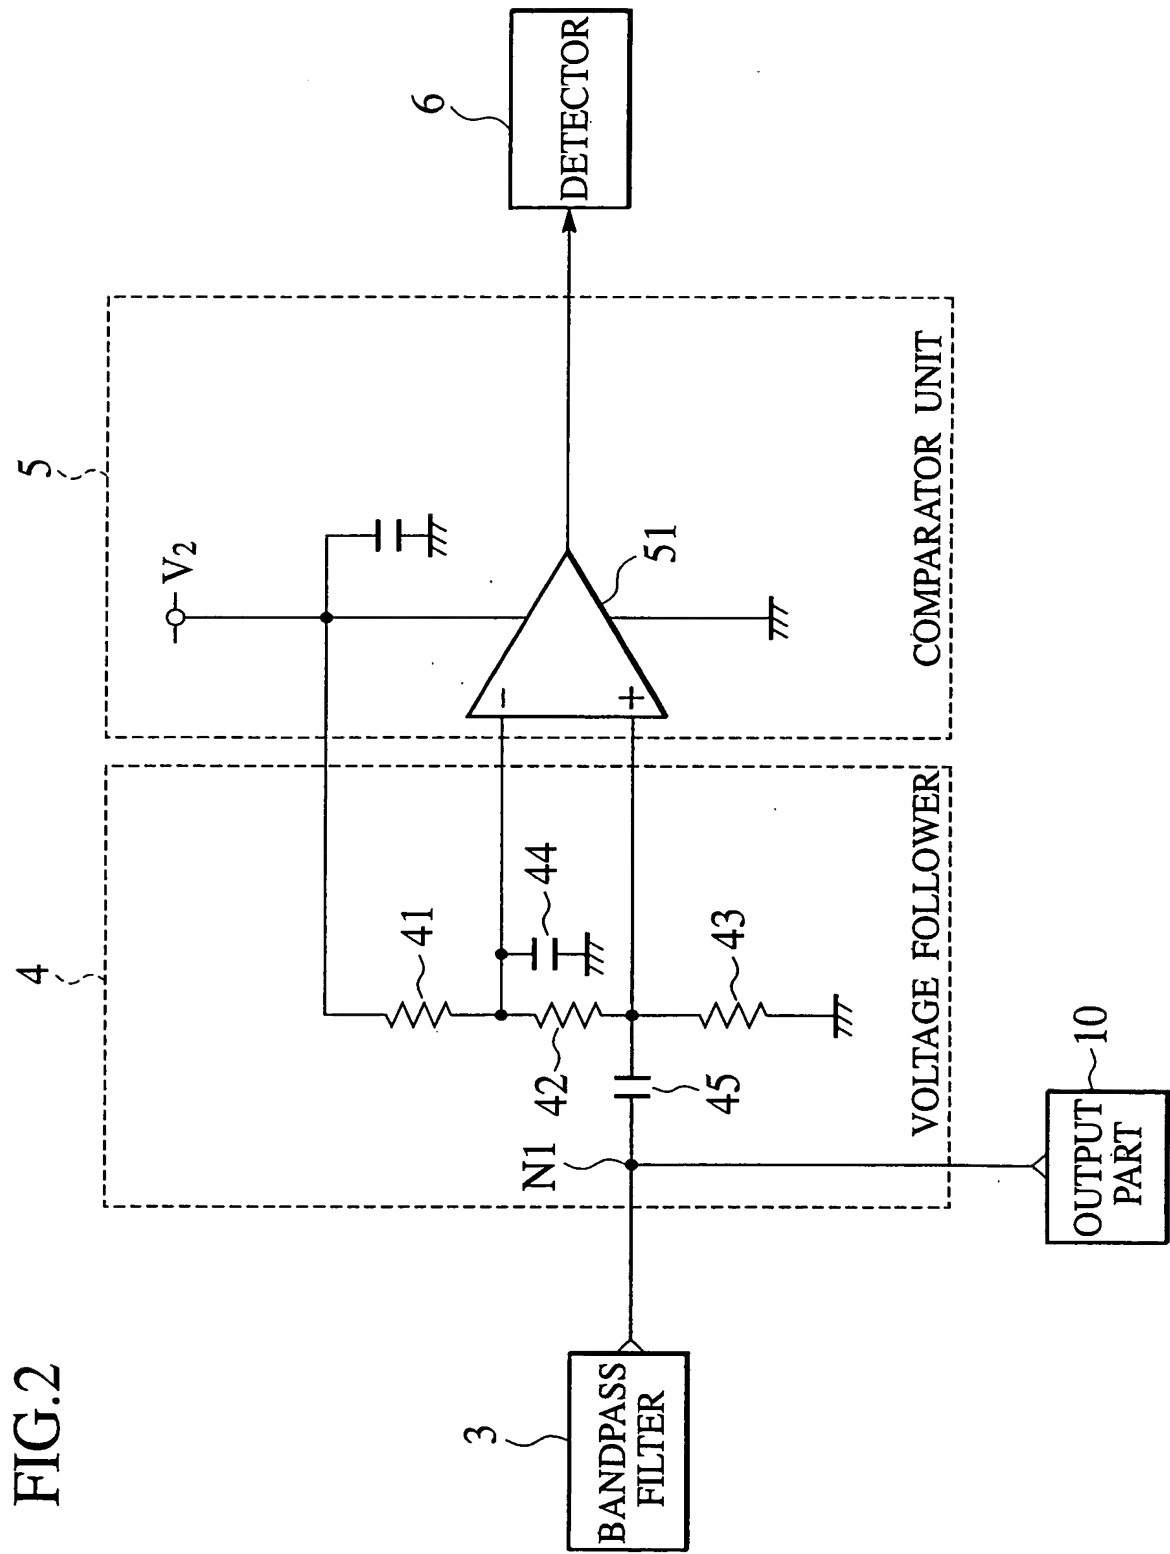 FIG.2
3
BANDPASS
FILTER
4
N1
41
42
43
44
45
VOLTAGE FOLLOWER
10
OUTPUT
PART
5
V2
−
+
51
COMPARATOR UNIT
6
DETECTOR